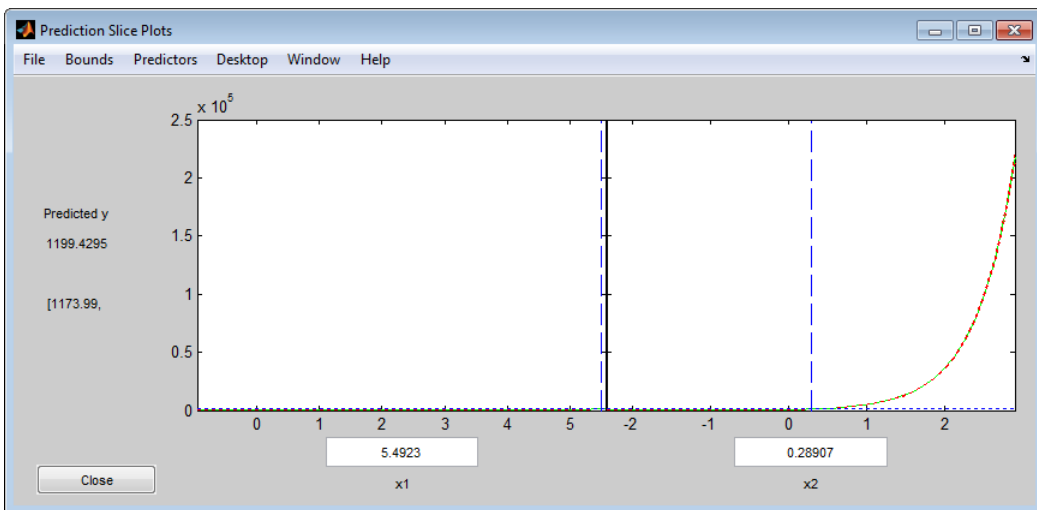 Prediction Slice Plots
File Bounds Predictors Desktop Window Help
x 10^5
2.5
2
1.5
1
0.5
0
Predicted y
1199.4295
[1173.99,
0 1 2 3 4 5 -2 -1 0 1 2
5.4923 0.28907
x1 x2
Close